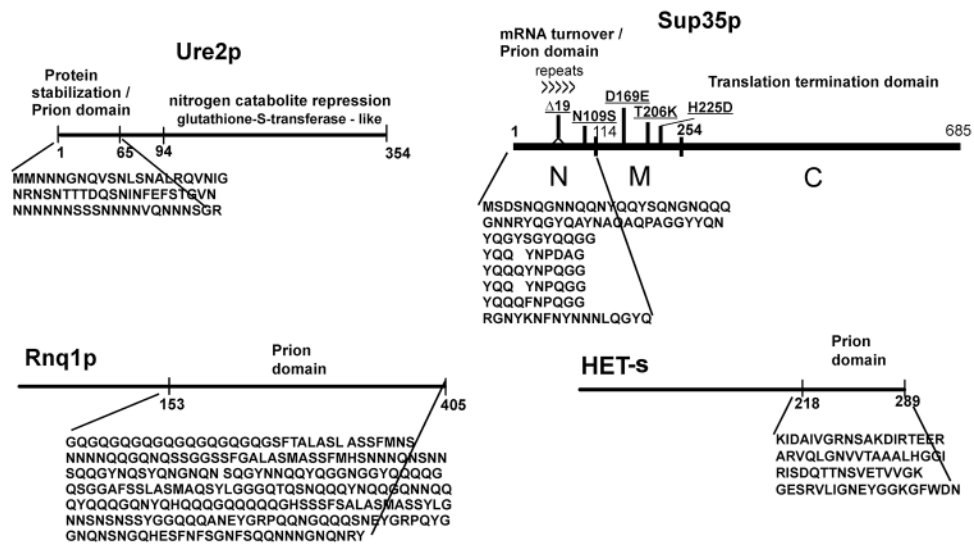 Ure2p
Protein
stabilization /
Prion domain
nitrogen catabolite repression
glutathione-S-transferase - like
1 65 94 354
MMNNNGNQVSNLSNALRQVNIG
NRNSNTTTDQSNINFEFSTGVN
NNNNNNSSSNNNNVQNNNSGR
Sup35p
mRNA turnover /
Prion domain
repeats
Translation termination domain
Δ19 N109S D169E T206K H225D
1 114 254 685
N M C
MSDSNQGNNQQNYQQYSQNGNQQQ
GNNRYQGYQAYNAQAQPAGGYYQN
YQGYSGYQQGG
YQQ YNPDAG
YQQQYNPQGG
YQQ YNPQGG
YQQQFNPQGG
RGNYKNFNYNNNLQGYQ
Rnq1p
Prion
domain
153 405
GQGQGQGQGQGQGQGQGQGSFTALASL ASSFMNS
NNNNQQGQNQSSGGSSFGALASMASSFMHSNNNQNSNN
SQQGYNQSYQNGNQN SQGYNNQQYQGGNGGYQQQQG
QSGGAFSSLASMAQSYLGGGQTQSNQQQYNQQGQNNQQ
QYQQQGQNYQHQQQGQQQQQGHSSSFSALASMASSYLG
NNSNSNSSYGGQQQANEYGRPQQNGQQQSNEYGRPQYG
GNQNSNGQHESFNFSGNFSQQNNNGNQNRY
HET-s
Prion
domain
218 289
KIDAIVGRNSAKDIRTEER
ARVQLGNVVTAAALHGGI
RISDQTTNSVETVVGK
GESRVLIGNEYGGKGFWDN